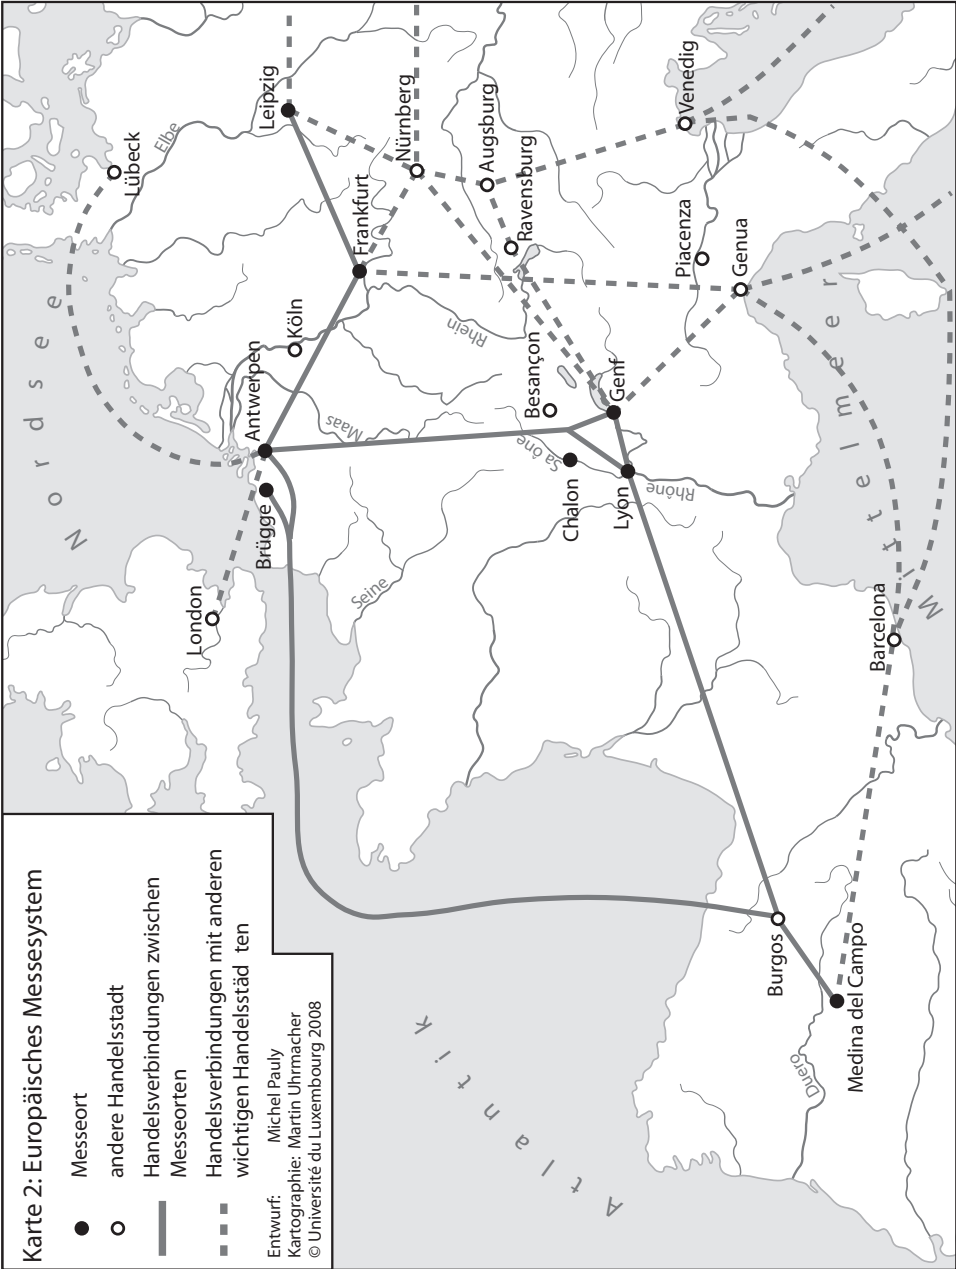 Karte 2: Europäisches Messesystem
Messeort
andere Handelsstadt
Handelsverbindungen zwischen
Messeorten
Handelsverbindungen mit anderen
wichtigen Handelsstäd ten
Entwurf: Michel Pauly
Kartographie: Martin Uhrmacher
© Université du Luxembourg 2008
Nordsee
Atlantik
Mittelmeer
Lübeck
Elbe
Leipzig
London
Brügge
Antwerpen
Köln
Frankfurt
Nürnberg
Augsburg
Ravensburg
Rhein
Maas
Seine
Besançon
Sa ône
Chalon
Genf
Lyon
Rhône
Venedig
Piacenza
Genua
Barcelona
Burgos
Duero
Medina del Campo